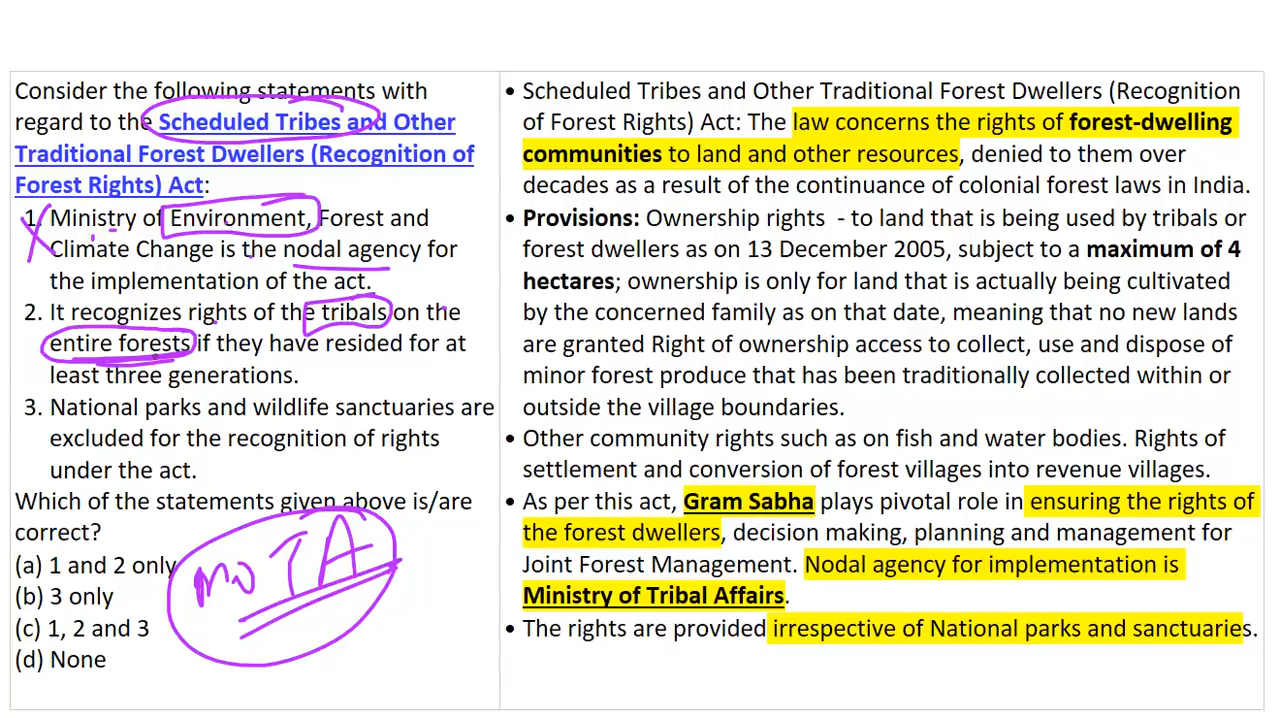 Consider the following statements with
regard to the Scheduled Tribes and Other
Traditional Forest Dwellers (Recognition of
Forest Rights) Act:
1. Ministry of Environment, Forest and
Climate Change is the nodal agency for
the implementation of the act.
2. It recognizes rights of the tribals on the
entire forests if they have resided for at
least three generations.
3. National parks and wildlife sanctuaries are
excluded for the recognition of rights
under the act.
Which of the statements given above is/are
correct?
(a) 1 and 2 only
(b) 3 only
(c) 1, 2 and 3
(d) None
MoTA
• Scheduled Tribes and Other Traditional Forest Dwellers (Recognition
of Forest Rights) Act: The law concerns the rights of forest-dwelling
communities to land and other resources, denied to them over
decades as a result of the continuance of colonial forest laws in India.
• Provisions: Ownership rights - to land that is being used by tribals or
forest dwellers as on 13 December 2005, subject to a maximum of 4
hectares; ownership is only for land that is actually being cultivated
by the concerned family as on that date, meaning that no new lands
are granted Right of ownership access to collect, use and dispose of
minor forest produce that has been traditionally collected within or
outside the village boundaries.
• Other community rights such as on fish and water bodies. Rights of
settlement and conversion of forest villages into revenue villages.
• As per this act, Gram Sabha plays pivotal role in ensuring the rights of
the forest dwellers, decision making, planning and management for
Joint Forest Management. Nodal agency for implementation is
Ministry of Tribal Affairs.
• The rights are provided irrespective of National parks and sanctuaries.